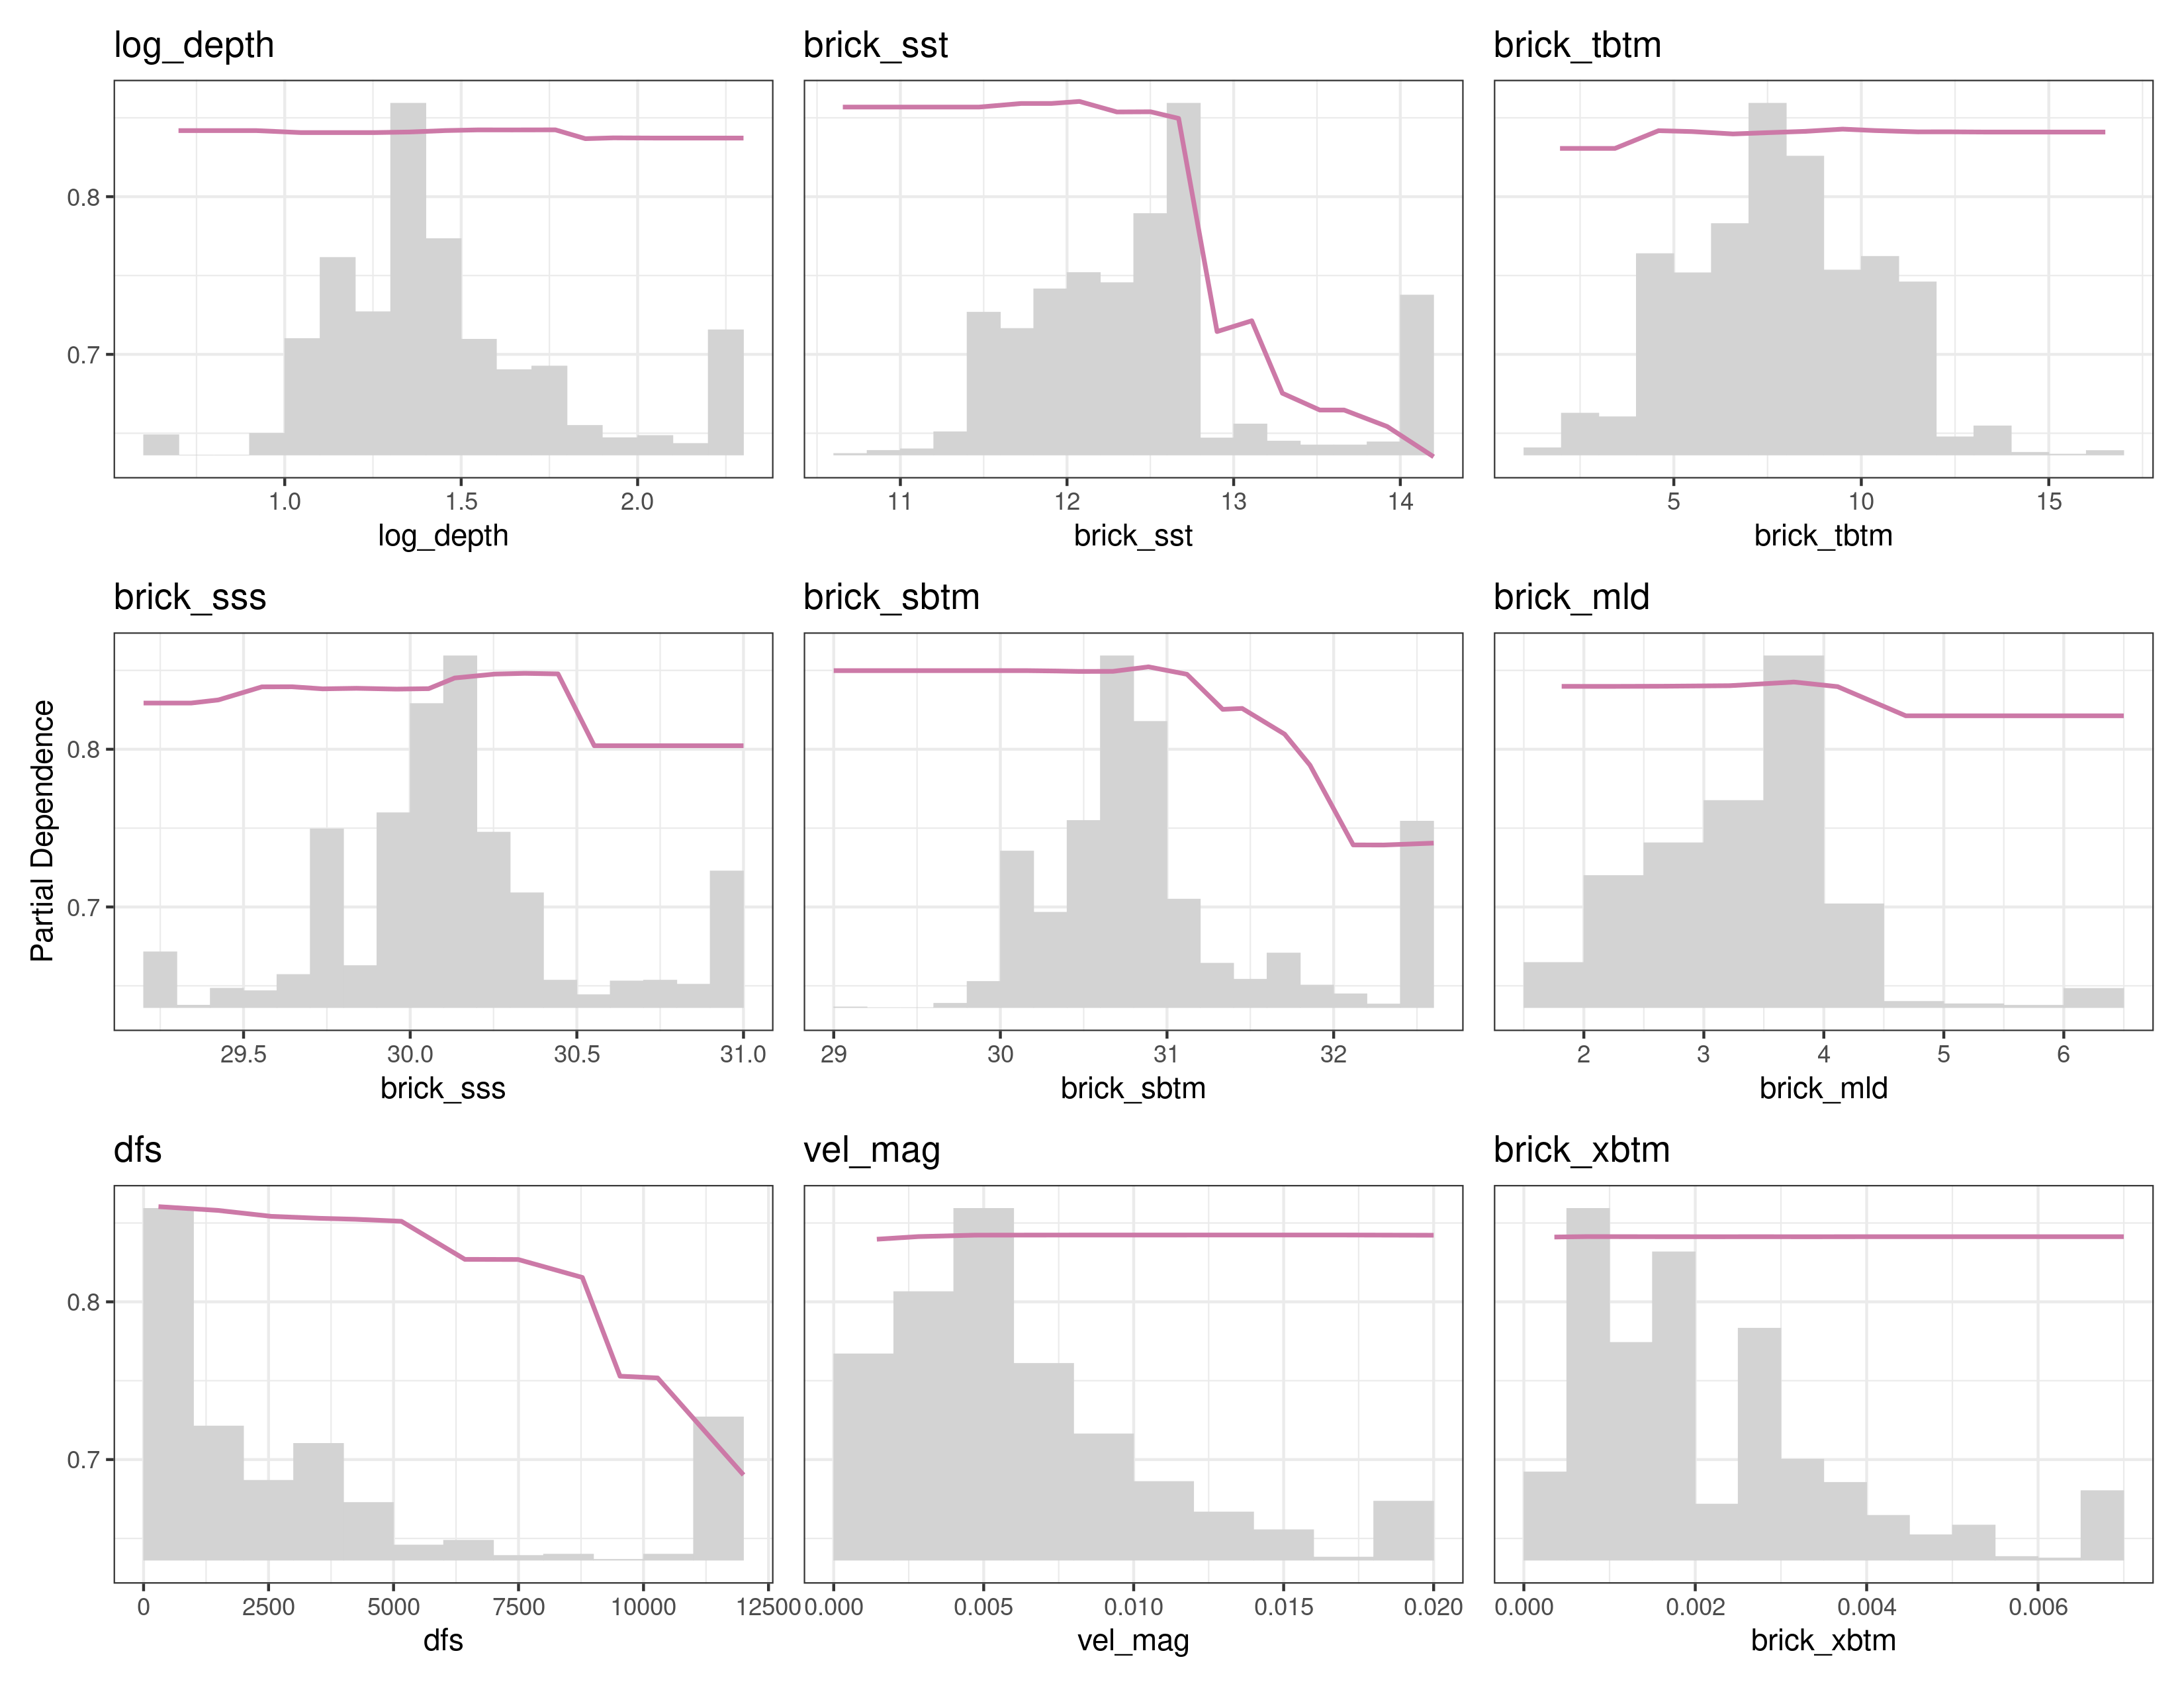 log_depth
brick_sst
brick_tbtm
0.8
0.7
1.0 1.5 2.0
11 12 13 14
5 10 15
log_depth
brick_sst
brick_tbtm
brick_sss
brick_sbtm
brick_mld
Partial Dependence
0.8
0.7
29.5 30.0 30.5 31.0
29 30 31 32
2 3 4 5 6
brick_sss
brick_sbtm
brick_mld
dfs
vel_mag
brick_xbtm
0.8
0.7
0 2500 5000 7500 10000 12500
0.000 0.005 0.010 0.015 0.020
0.000 0.002 0.004 0.006
dfs
vel_mag
brick_xbtm